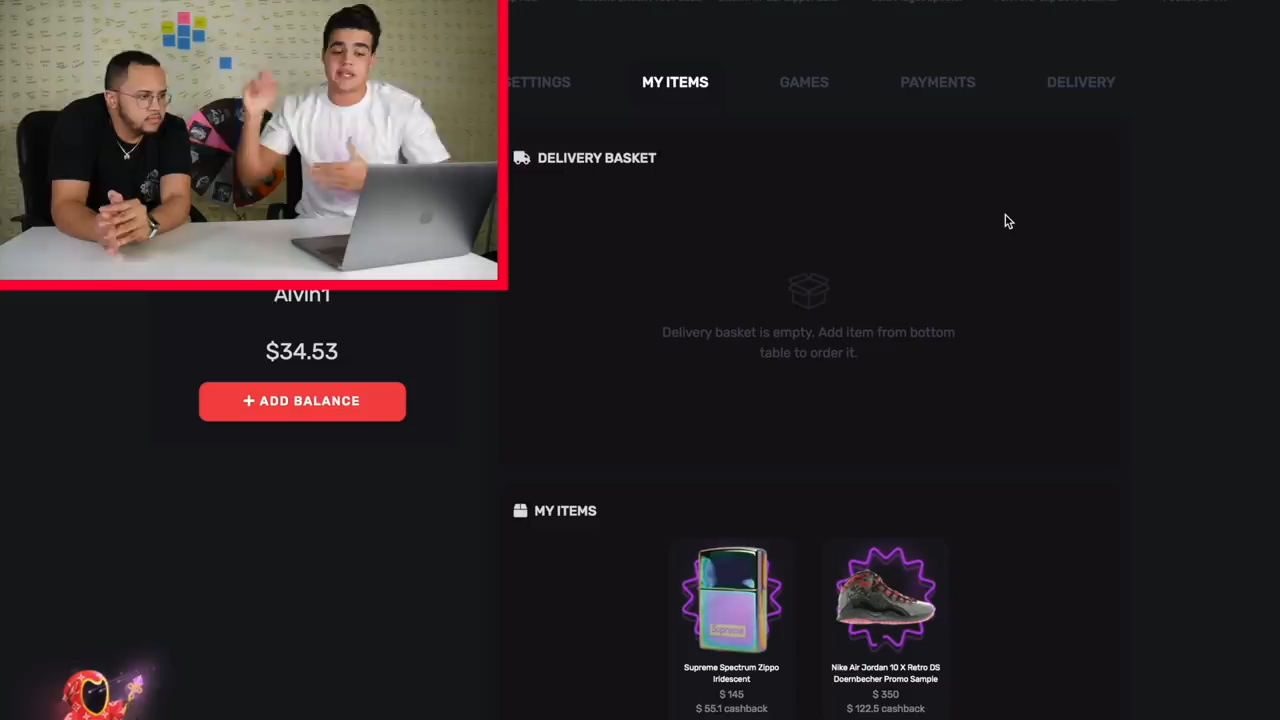 SETTINGS
MY ITEMS
GAMES
PAYMENTS
DELIVERY
DELIVERY BASKET
Delivery basket is empty. Add item from bottom
table to order it.
Alvin1
$34.53
+ ADD BALANCE
MY ITEMS
Supreme
Supreme Spectrum Zippo
Iridescent
$ 145
$ 55.1 cashback
Nike Air Jordan 10 X Retro DS
Doernbecher Promo Sample
$ 350
$ 122.5 cashback